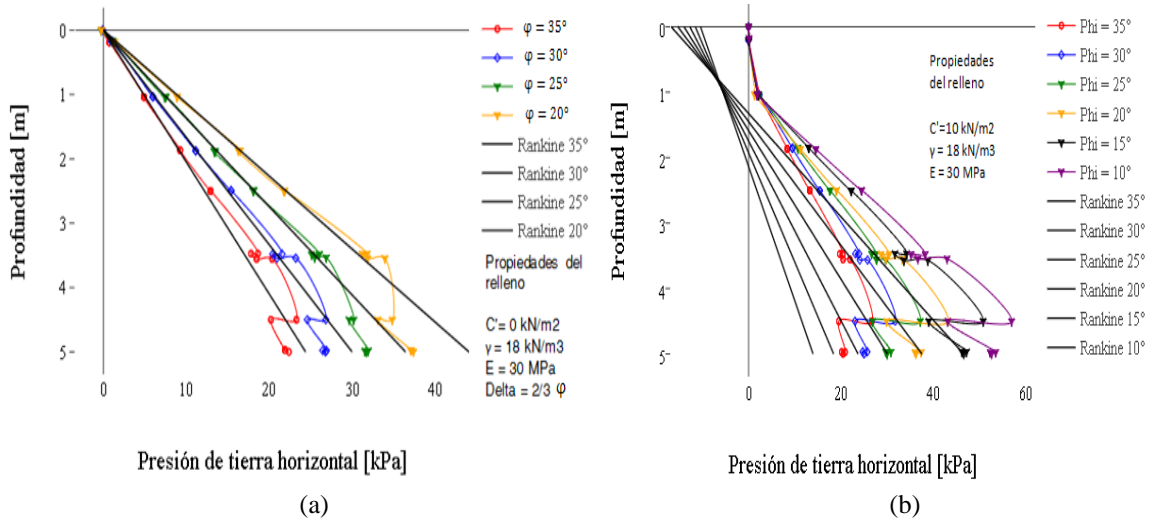 Profundidad [m]
0
1
2
3
4
5
0
10
20
30
40
φ = 35°
φ = 30°
φ = 25°
φ = 20°
Rankine 35°
Rankine 30°
Rankine 25°
Rankine 20°
Propiedades del
relleno
C'= 0 kN/m2
γ = 18 kN/m3
E = 30 MPa
Delta = 2/3 φ
Presión de tierra horizontal [kPa]
(a)
Profundidad [m]
0
1
2
3
4
5
0
20
40
60
Propiedades
del relleno
C'=10 kN/m2
γ = 18 kN/m3
E = 30 MPa
Phi = 35°
Phi = 30°
Phi = 25°
Phi = 20°
Phi = 15°
Phi = 10°
Rankine 35°
Rankine 30°
Rankine 25°
Rankine 20°
Rankine 15°
Rankine 10°
Presión de tierra horizontal [kPa]
(b)